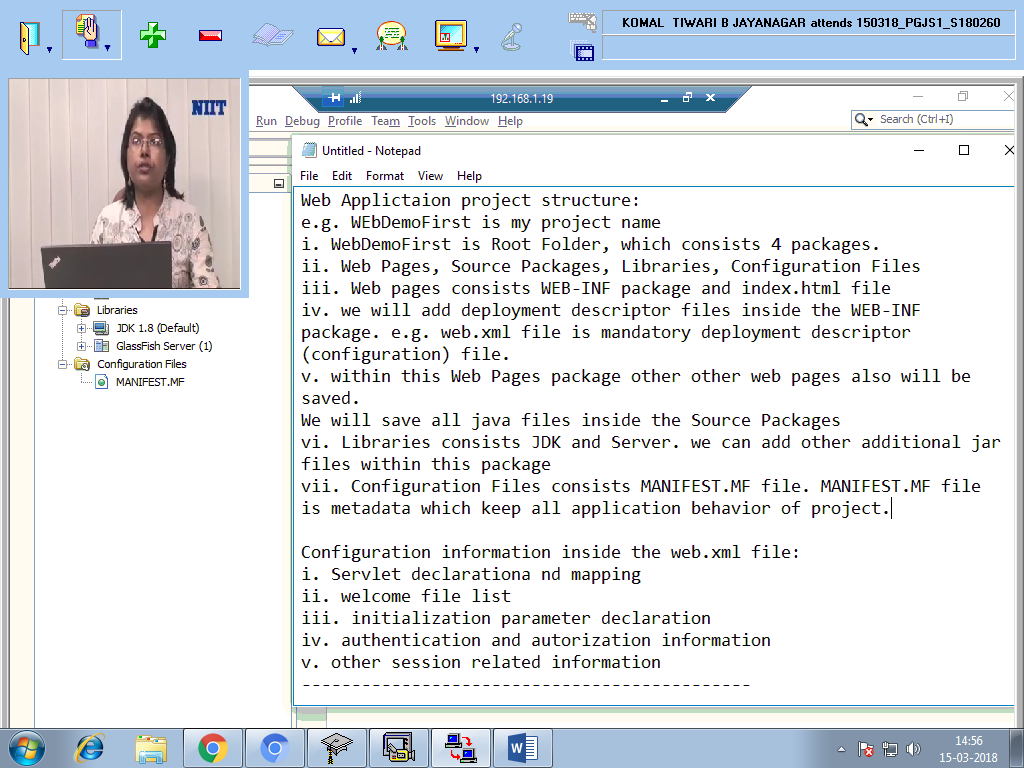 KOMAL TIWARI B JAYANAGAR attends 150318_PGJS1_S180260
NIIT
192.168.1.19
Run Debug Profile Team Tools Window Help
Search (Ctrl+I)
Untitled - Notepad
File Edit Format View Help
Web Applictaion project structure:
e.g. WEbDemoFirst is my project name
i. WebDemoFirst is Root Folder, which consists 4 packages.
ii. Web Pages, Source Packages, Libraries, Configuration Files
iii. Web pages consists WEB-INF package and index.html file
iv. we will add deployment descriptor files inside the WEB-INF
package. e.g. web.xml file is mandatory deployment descriptor
(configuration) file.
v. within this Web Pages package other other web pages also will be
saved.
We will save all java files inside the Source Packages
vi. Libraries consists JDK and Server. we can add other additional jar
files within this package
vii. Configuration Files consists MANIFEST.MF file. MANIFEST.MF file
is metadata which keep all application behavior of project.
Configuration information inside the web.xml file:
i. Servlet declarationa nd mapping
ii. welcome file list
iii. initialization parameter declaration
iv. authentication and autorization information
v. other session related information
---------------------------------------------
Libraries
JDK 1.8 (Default)
GlassFish Server (1)
Configuration Files
MANIFEST.MF
14:56
15-03-2018